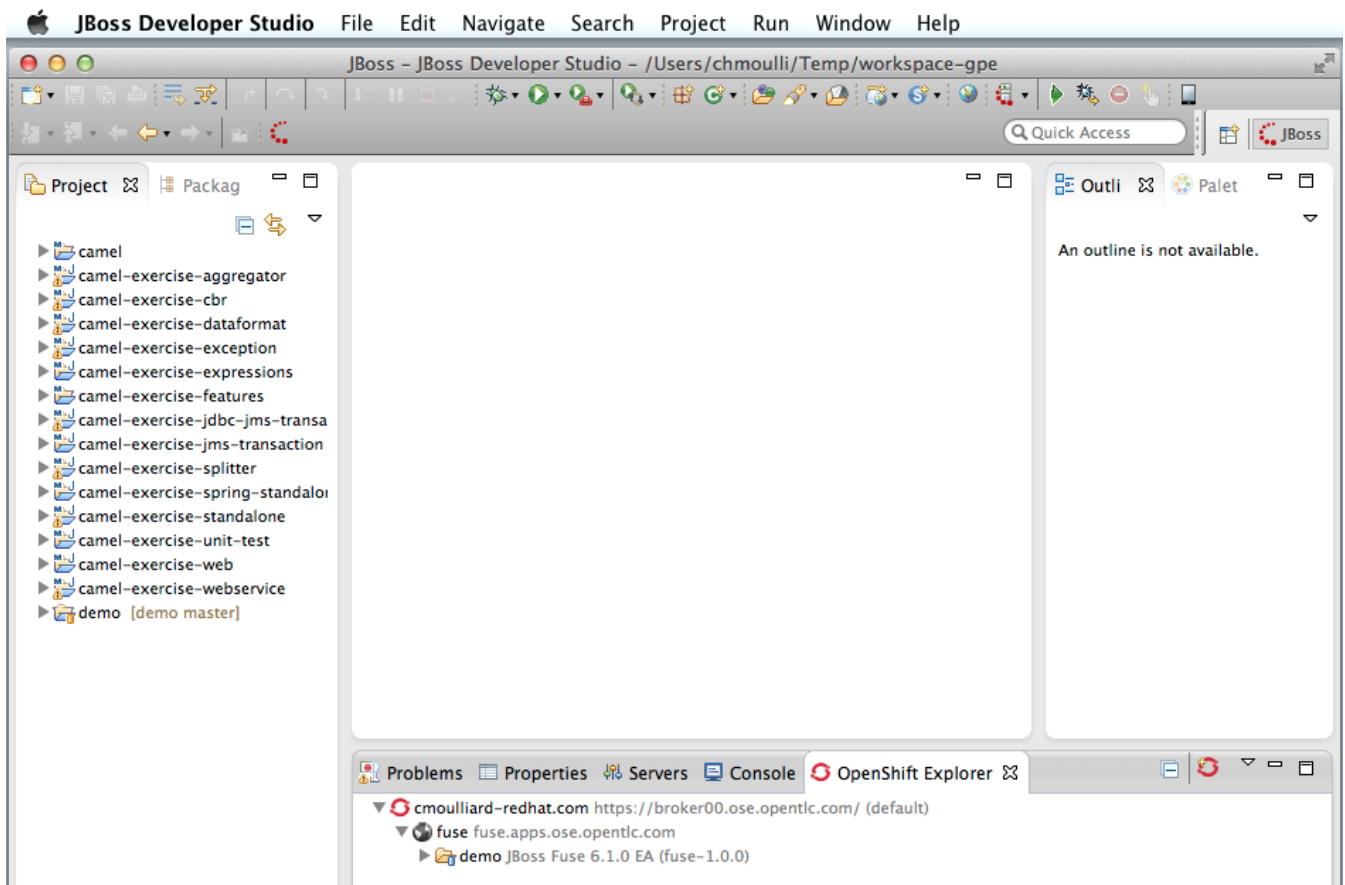 JBoss Developer Studio File Edit Navigate Search Project Run Window Help
JBoss – JBoss Developer Studio – /Users/chmoulli/Temp/workspace-gpe
Quick Access
JBoss
Project Packag
camel
camel-exercise-aggregator
camel-exercise-cbr
camel-exercise-dataformat
camel-exercise-exception
camel-exercise-expressions
camel-exercise-features
camel-exercise-jdbc-jms-transa
camel-exercise-jms-transaction
camel-exercise-splitter
camel-exercise-spring-standalo
camel-exercise-standalone
camel-exercise-unit-test
camel-exercise-web
camel-exercise-webservice
demo [demo master]
Outli Palet
An outline is not available.
Problems Properties Servers Console OpenShift Explorer
cmoulliard-redhat.com https://broker00.ose.opentlc.com/ (default)
fuse fuse.apps.ose.opentlc.com
demo JBoss Fuse 6.1.0 EA (fuse-1.0.0)